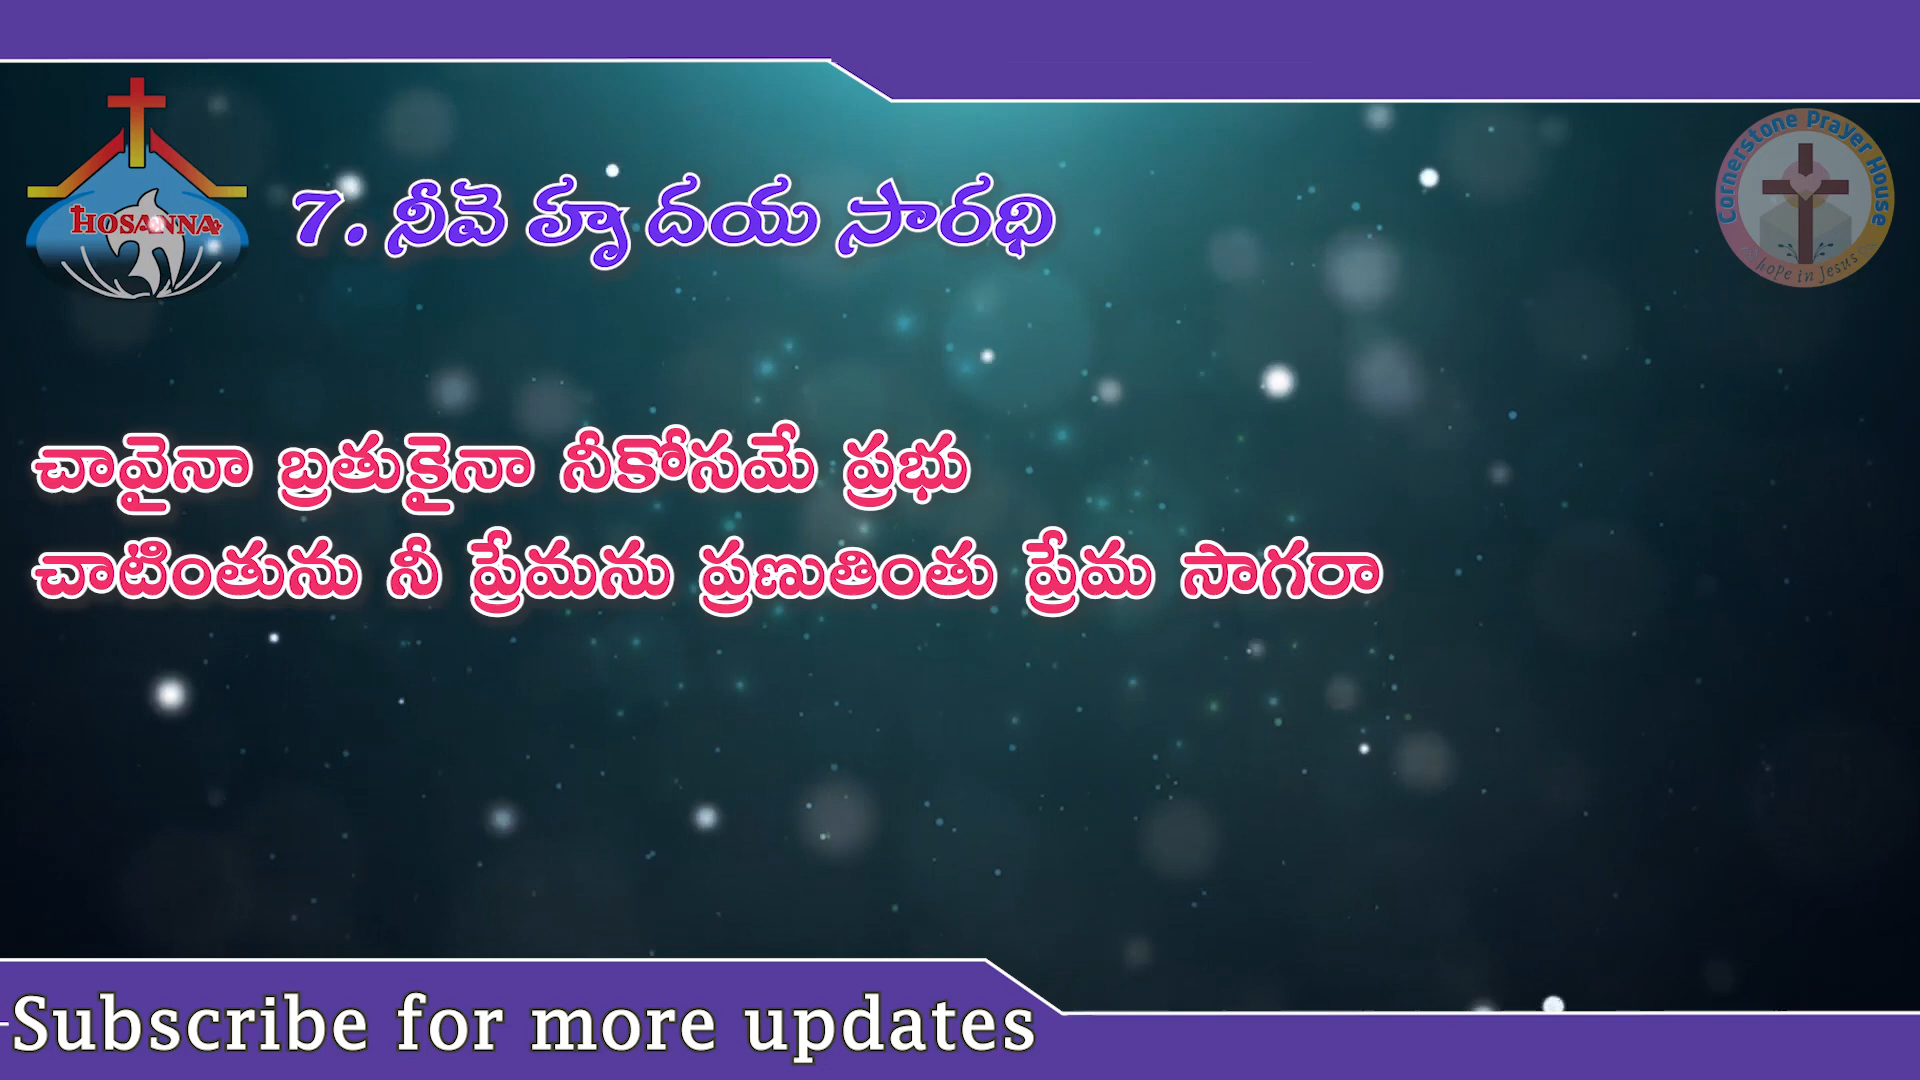 HOSANNA
Cornerstone Prayer House
hope in Jesus
7. నీవె హృదయ సారధి
చావైనా బ్రతుకైనా నీకోసమే ప్రభు
చాటింతును నీ ప్రేమను ప్రణుతింతు ప్రేమ సాగరా
Subscribe for more updates